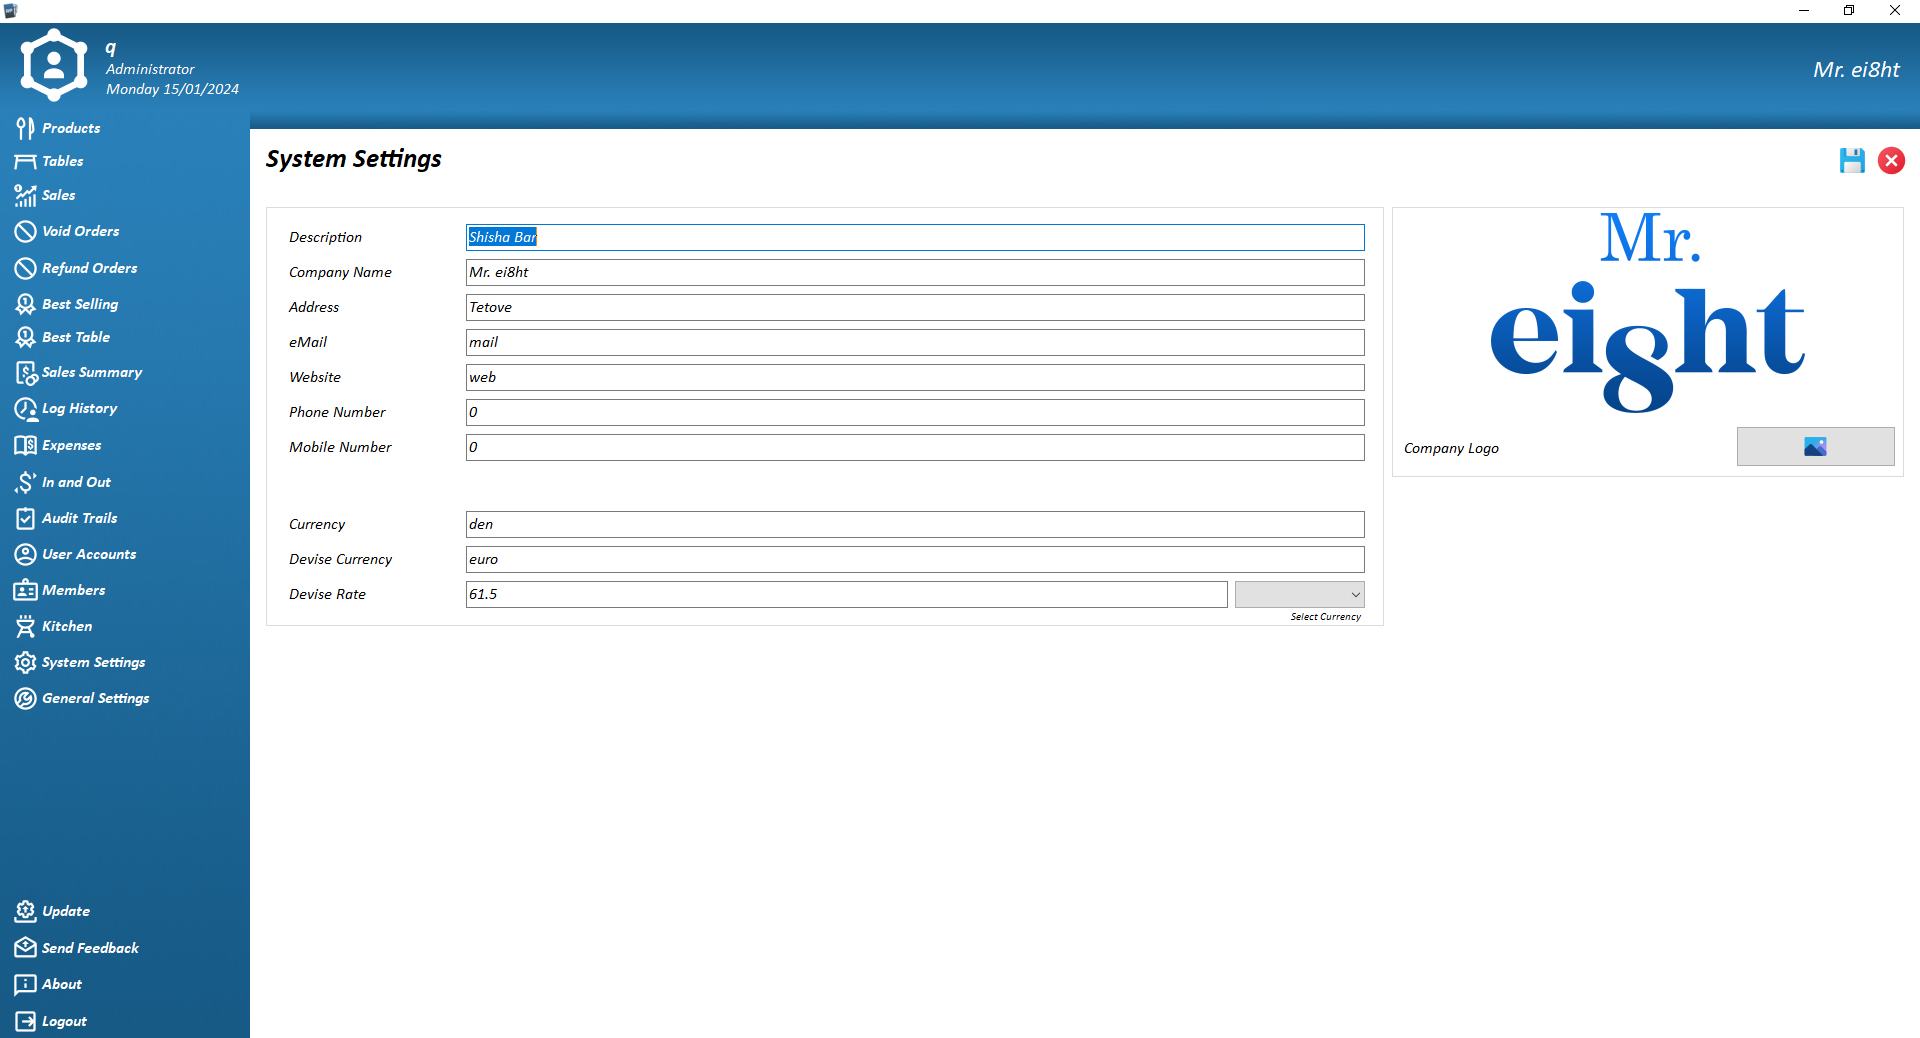 q
Administrator
Monday 15/01/2024
Mr. ei8ht
Products
Tables
Sales
Void Orders
Refund Orders
Best Selling
Best Table
Sales Summary
Log History
Expenses
In and Out
Audit Trails
User Accounts
Members
Kitchen
System Settings
General Settings
Update
Send Feedback
About
Logout
System Settings
Description
Shisha Bar
Company Name
Mr. ei8ht
Address
Tetove
eMail
mail
Website
web
Phone Number
0
Mobile Number
0
Currency
den
Devise Currency
euro
Devise Rate
61.5
Select Currency
Mr.
ei8ht
Company Logo